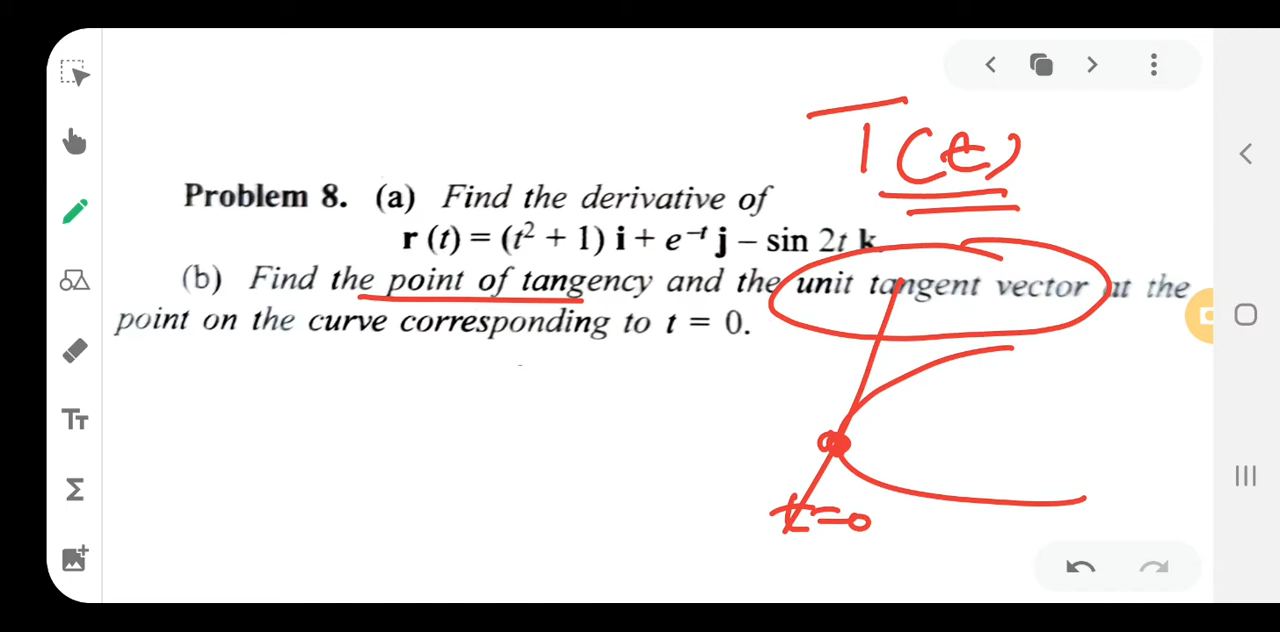 T(t)
Problem 8. (a) Find the derivative of
r (t) = (t² + 1) i + e⁻ᵗ j – sin 2t k
(b) Find the point of tangency and the unit tangent vector at the
point on the curve corresponding to t = 0.
t=0
Tт
Σ